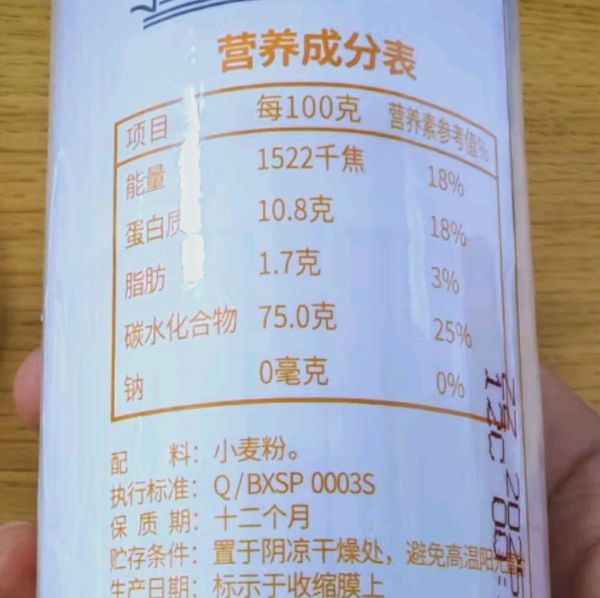 营养成分表
项目 每100克 营养素参考值%
能量 1522千焦 18%
蛋白质 10.8克 18%
脂肪 1.7克 3%
碳水化合物 75.0克 25%
钠 0毫克 0%
配 料：小麦粉。
执行标准：Q/BXSP 0003S
保 质 期：十二个月
贮存条件：置于阴凉干燥处，避免高温阳光
生产日期：标示于收缩膜上